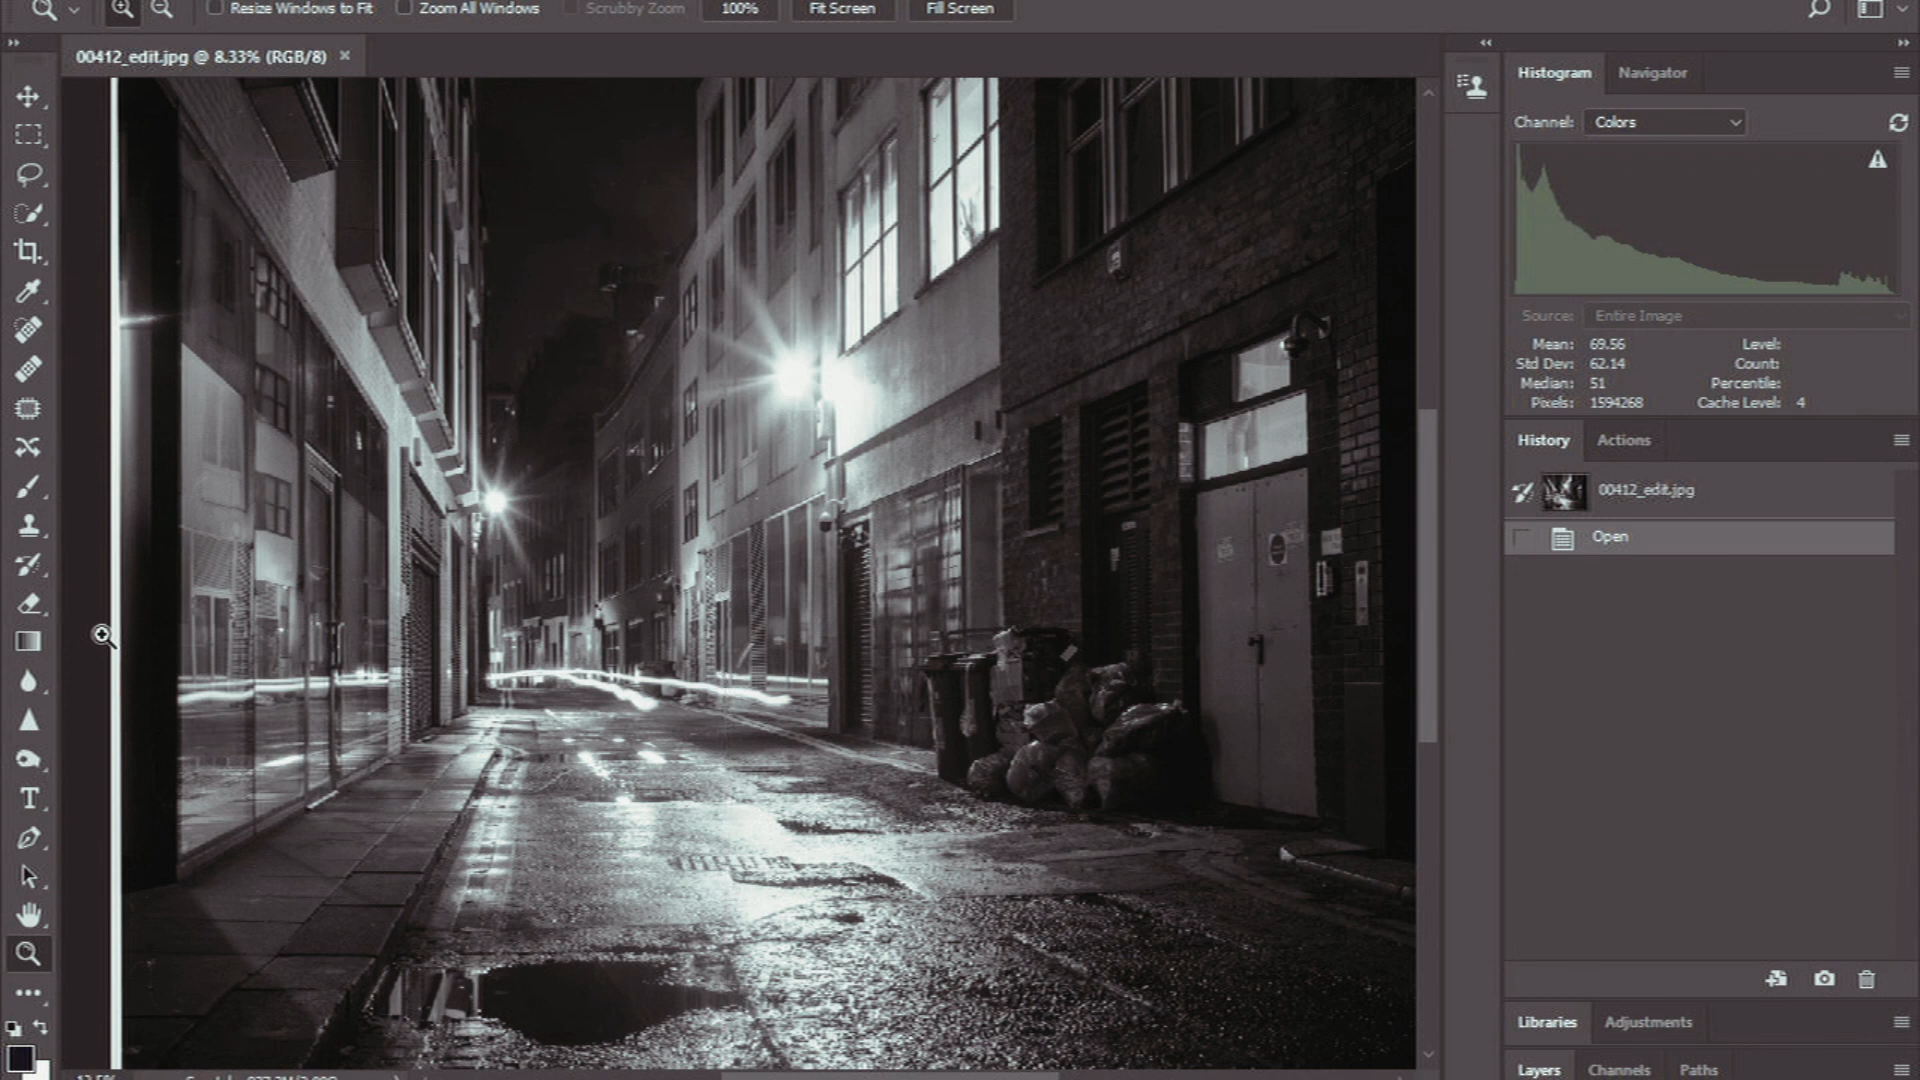 Resize Windows to Fit Zoom All Windows Scrubby Zoom 100% Fit Screen Fill Screen
00412_edit.jpg @ 8.33% (RGB/8)
Histogram Navigator
Channel: Colors
Source: Entire Image
Mean: 69.56 Level:
Std Dev: 62.14 Count:
Median: 51 Percentile:
Pixels: 1594268 Cache Level: 4
History Actions
00412_edit.jpg
Open
Libraries Adjustments
Layers Channels Paths